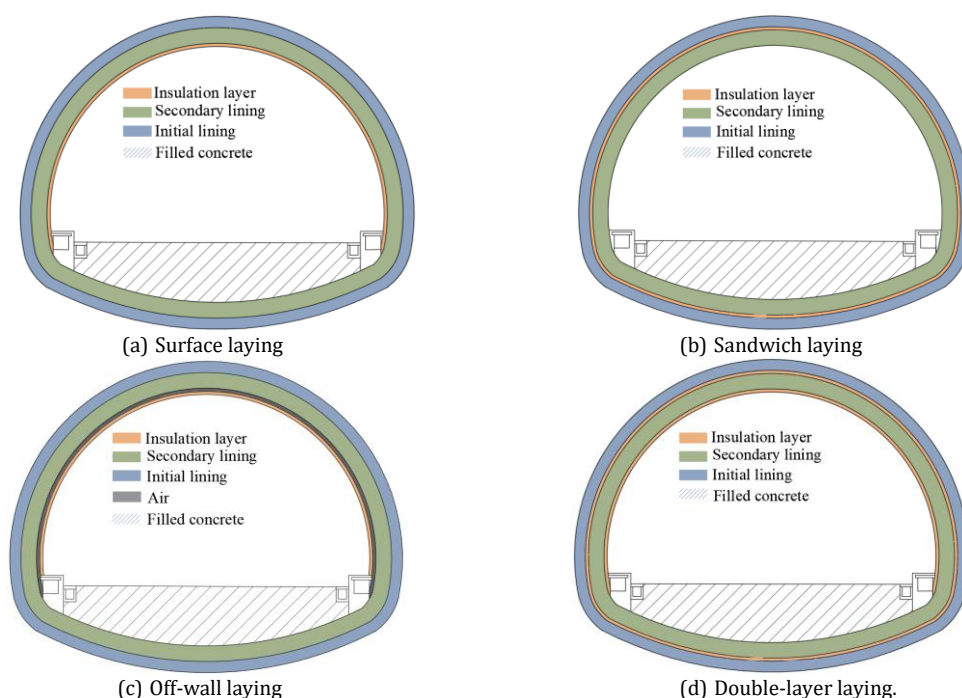 Insulation layer
Secondary lining
Initial lining
Filled concrete
(a) Surface laying
Insulation layer
Secondary lining
Initial lining
Filled concrete
(b) Sandwich laying
Insulation layer
Secondary lining
Initial lining
Air
Filled concrete
(c) Off-wall laying
Insulation layer
Secondary lining
Initial lining
Filled concrete
(d) Double-layer laying.